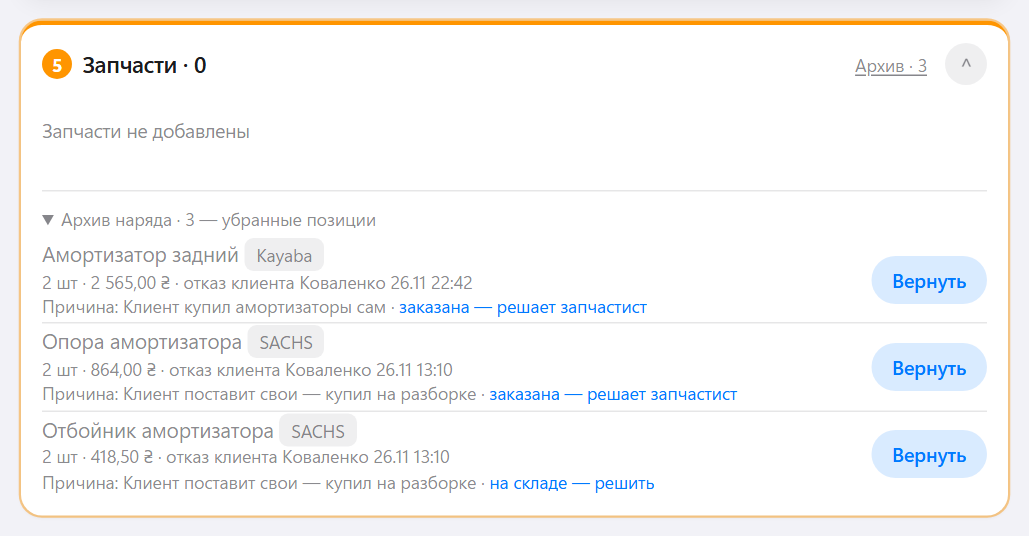 5 Запчасти · 0 Архив · 3 ^
Запчасти не добавлены
▼ Архив наряда · 3 — убранные позиции
Амортизатор задний Kayaba
2 шт · 2 565,00 ₴ · отказ клиента Коваленко 26.11 22:42
Причина: Клиент купил амортизаторы сам · заказана — решает запчастист
Вернуть
Опора амортизатора SACHS
2 шт · 864,00 ₴ · отказ клиента Коваленко 26.11 13:10
Причина: Клиент поставит свои — купил на разборке · заказана — решает запчастист
Вернуть
Отбойник амортизатора SACHS
2 шт · 418,50 ₴ · отказ клиента Коваленко 26.11 13:10
Причина: Клиент поставит свои — купил на разборке · на складе — решить
Вернуть